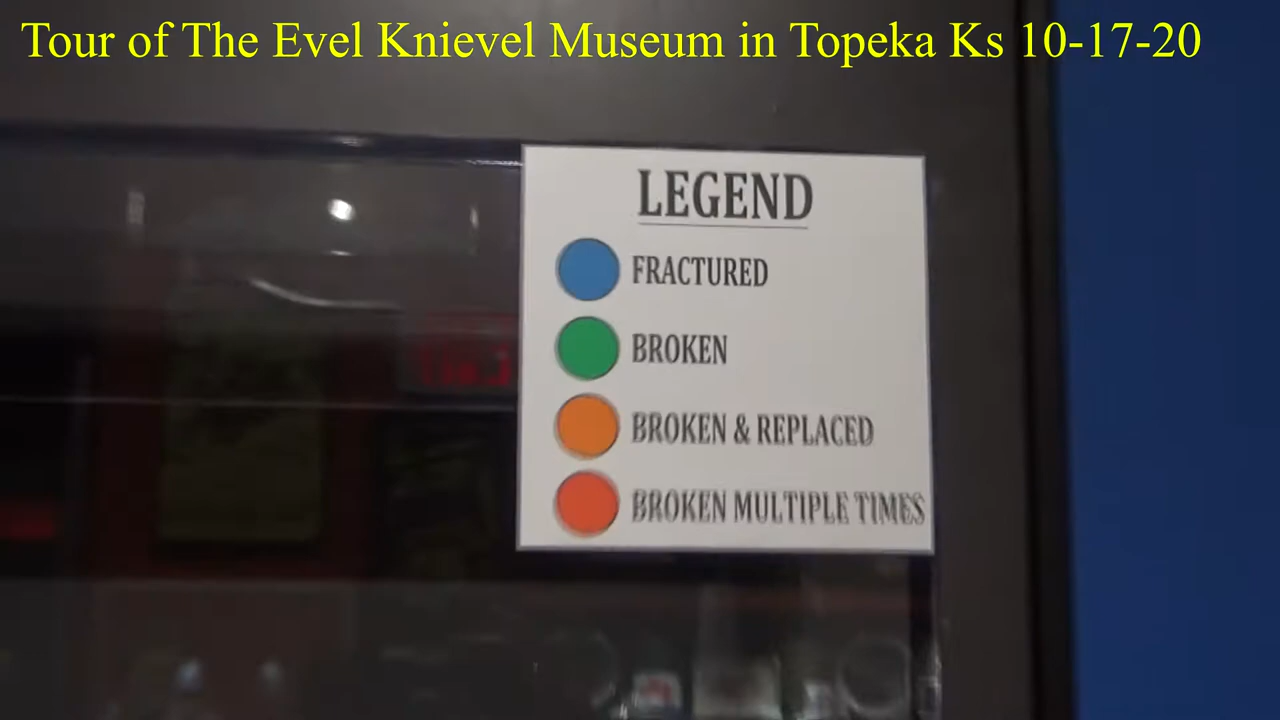 Tour of The Evel Knievel Museum in Topeka Ks 10-17-20
LEGEND
FRACTURED
BROKEN
BROKEN & REPLACED
BROKEN MULTIPLE TIMES